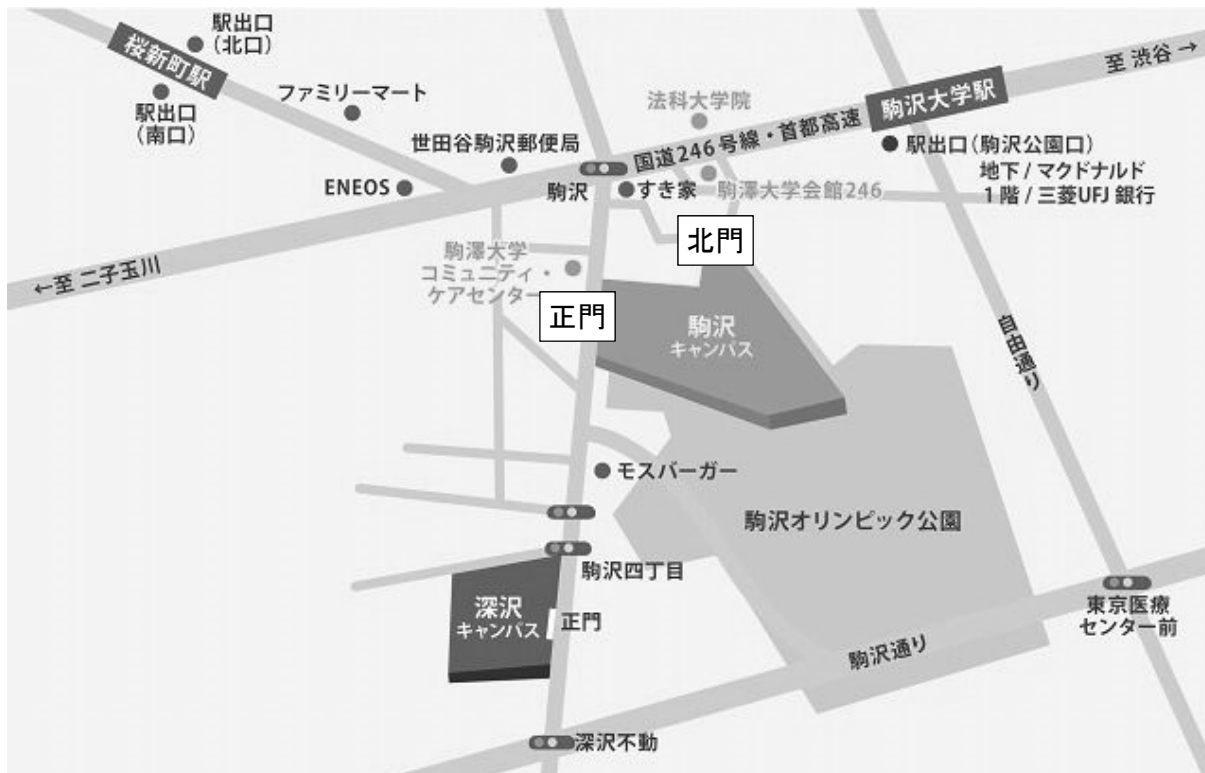 駅出口
(北口)
桜新町駅
駅出口
(南口)
ファミリーマート
世田谷駒沢郵便局
ENEOS
駒沢
すき家
法科大学院
国道246号線・首都高速
駒沢大学駅
至 渋谷→
駅出口(駒沢公園口)
地下/マクドナルド
1階/三菱UFJ銀行
駒澤大学会館246
北門
←至 二子玉川
駒澤大学
コミュニティ・
ケアセンター
正門
駒沢
キャンパス
自由通り
モスバーガー
駒沢オリンピック公園
駒沢四丁目
深沢
キャンパス
正門
東京医療
センター前
駒沢通り
深沢不動